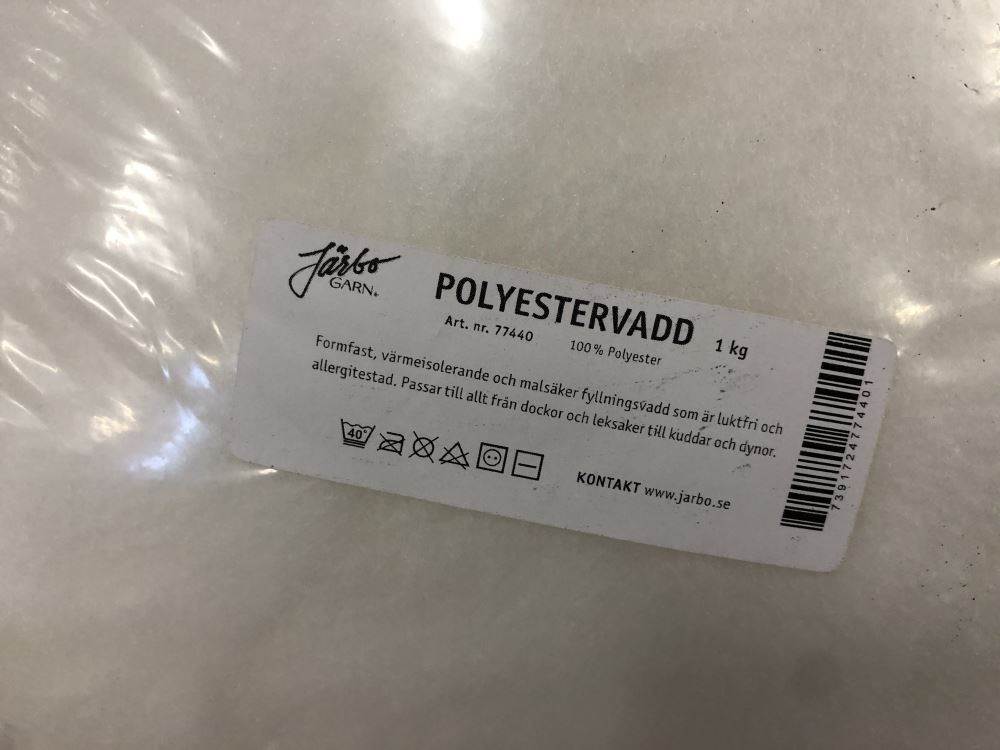 Järbo
GARN®
POLYESTERVADD 1 kg
Art. nr. 77440 100% Polyester
Formfast, värmeisolerande och malsäker fyllningsvadd som är luktfri och
allergitestad. Passar till allt från dockor och leksaker till kuddar och dynor.
40°
KONTAKT www.jarbo.se
7391724774401